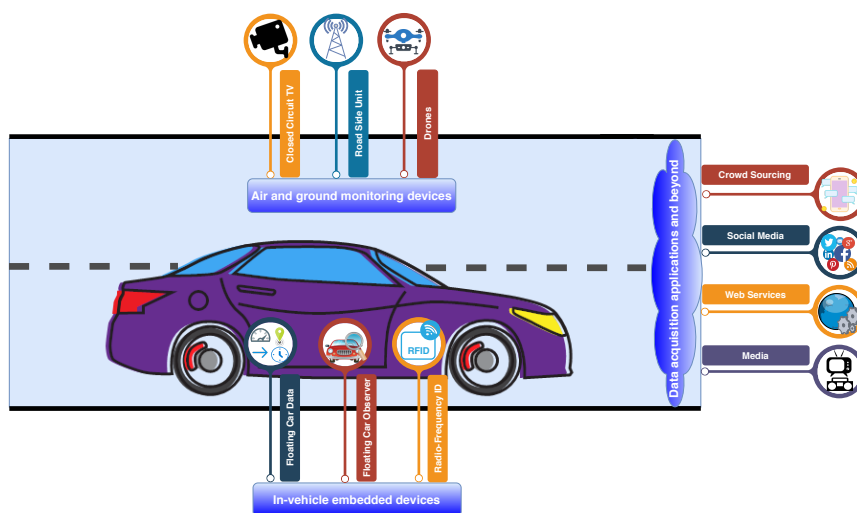 Closed Circuit TV
Road Side Unit
Drones
Air and ground monitoring devices
Data acquisition applications and beyond
Crowd Sourcing
Social Media
Web Services
Media
RFID
Floating Car Data
Floating Car Observer
Radio-Frequency ID
In-vehicle embedded devices